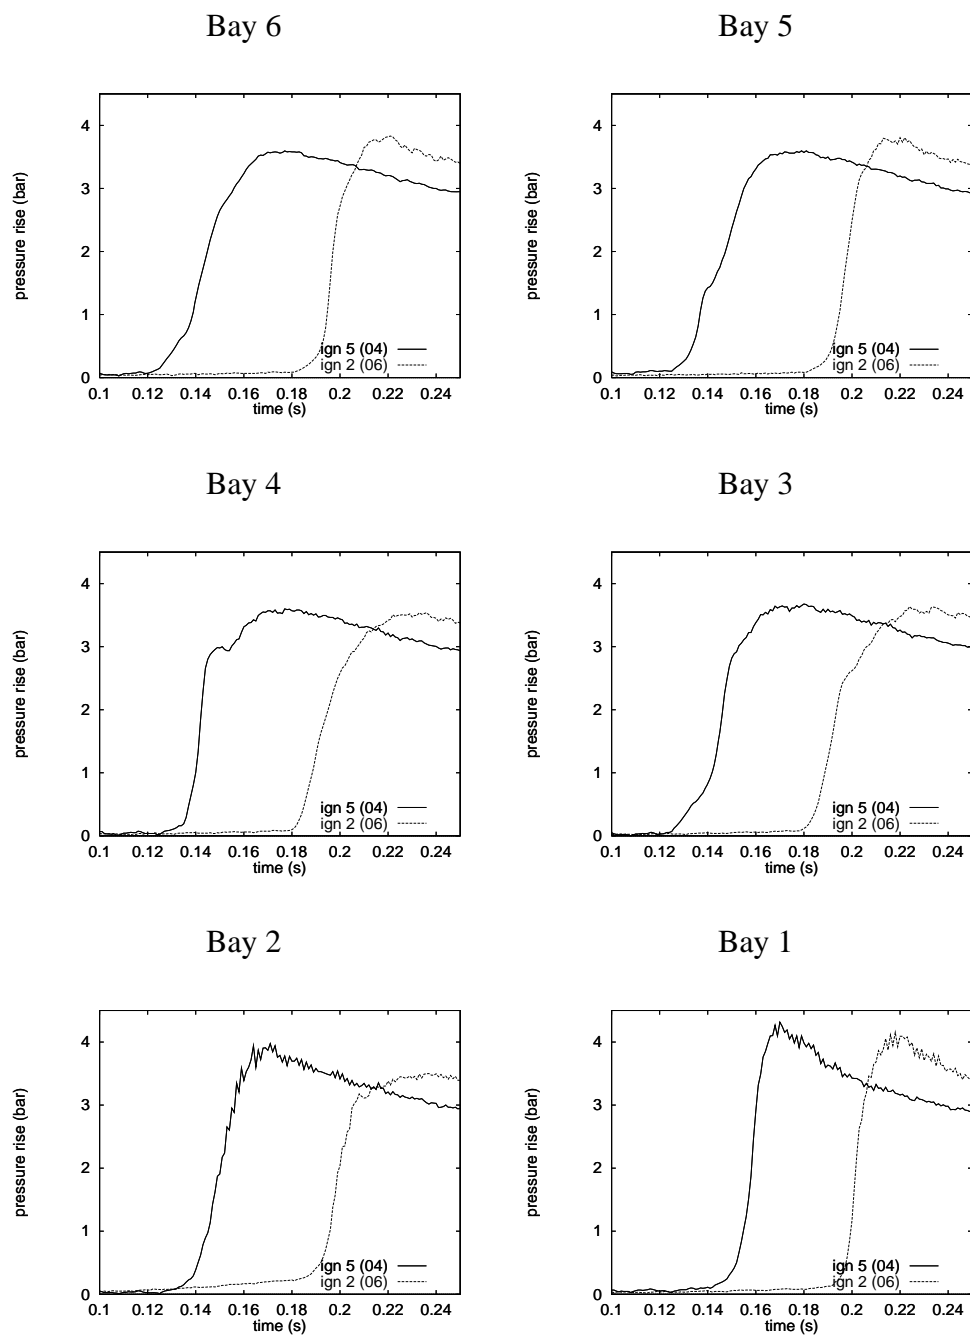 Bay 6
Bay 5
4
3
2
1
0
pressure rise (bar)
ign 5 (04)
ign 2 (06)
0.1 0.12 0.14 0.16 0.18 0.2 0.22 0.24
time (s)
4
3
2
1
0
pressure rise (bar)
ign 5 (04)
ign 2 (06)
0.1 0.12 0.14 0.16 0.18 0.2 0.22 0.24
time (s)
Bay 4
Bay 3
4
3
2
1
0
pressure rise (bar)
ign 5 (04)
ign 2 (06)
0.1 0.12 0.14 0.16 0.18 0.2 0.22 0.24
time (s)
4
3
2
1
0
pressure rise (bar)
ign 5 (04)
ign 2 (06)
0.1 0.12 0.14 0.16 0.18 0.2 0.22 0.24
time (s)
Bay 2
Bay 1
4
3
2
1
0
pressure rise (bar)
ign 5 (04)
ign 2 (06)
0.1 0.12 0.14 0.16 0.18 0.2 0.22 0.24
time (s)
4
3
2
1
0
pressure rise (bar)
ign 5 (04)
ign 2 (06)
0.1 0.12 0.14 0.16 0.18 0.2 0.22 0.24
time (s)